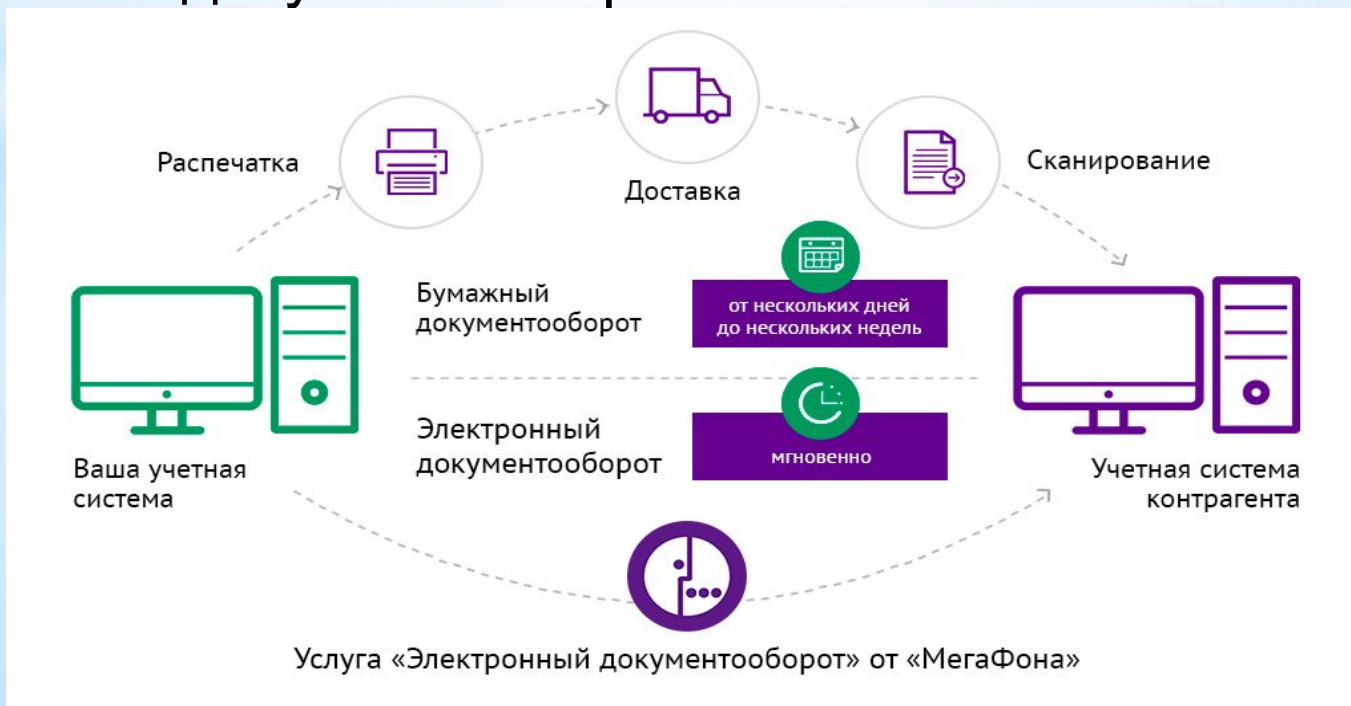 Распечатка
Доставка
Сканирование
Бумажный
документооборот
от нескольких дней
до нескольких недель
Электронный
документооборот
мгновенно
Ваша учетная
система
Учетная система
контрагента
Услуга «Электронный документооборот» от «МегаФона»